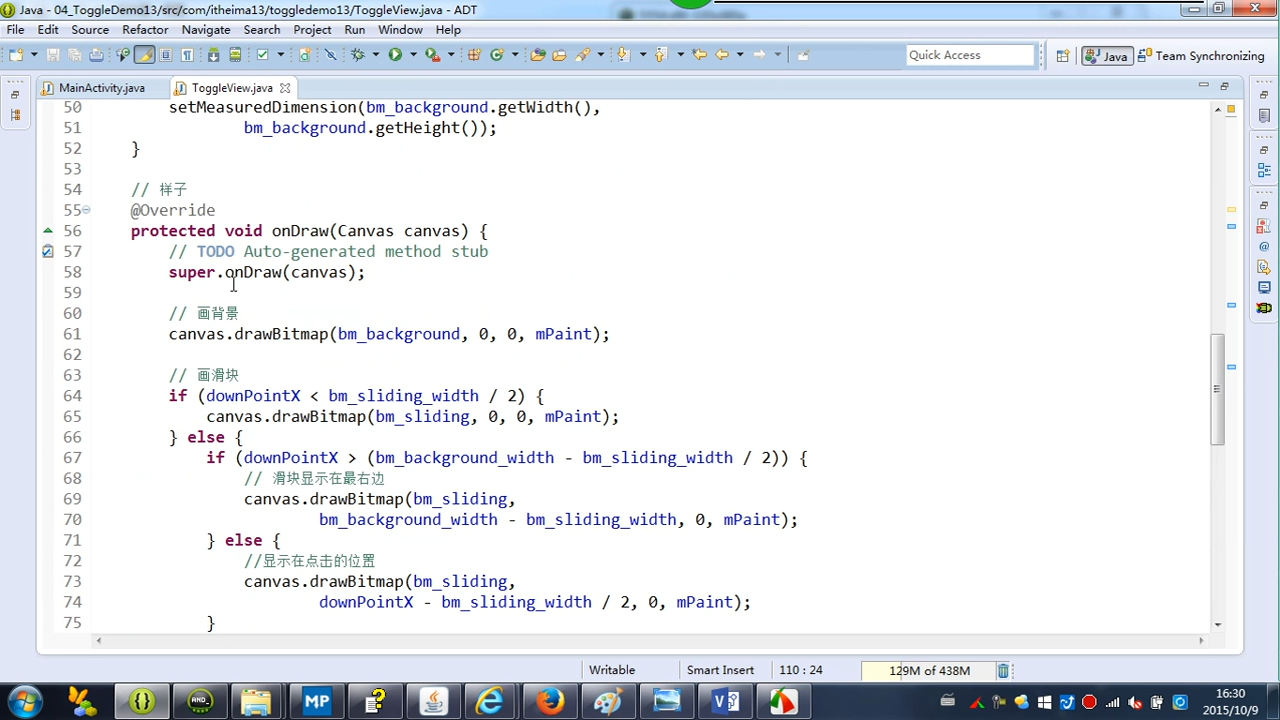 Java - 04_ToggleDemo13/src/com/itheima13/toggledemo13/ToggleView.java - ADT
File Edit Source Refactor Navigate Search Project Run Window Help
Quick Access
Java
Team Synchronizing
MainActivity.java
ToggleView.java
50 setMeasuredDimension(bm_background.getWidth(),
51 bm_background.getHeight());
52 }
53
54 // 样子
55 @Override
56 protected void onDraw(Canvas canvas) {
57 // TODO Auto-generated method stub
58 super.onDraw(canvas);
59
60 // 画背景
61 canvas.drawBitmap(bm_background, 0, 0, mPaint);
62
63 // 画滑块
64 if (downPointX < bm_sliding_width / 2) {
65 canvas.drawBitmap(bm_sliding, 0, 0, mPaint);
66 } else {
67 if (downPointX > (bm_background_width - bm_sliding_width / 2)) {
68 // 滑块显示在最右边
69 canvas.drawBitmap(bm_sliding,
70 bm_background_width - bm_sliding_width, 0, mPaint);
71 } else {
72 //显示在点击的位置
73 canvas.drawBitmap(bm_sliding,
74 downPointX - bm_sliding_width / 2, 0, mPaint);
75 }
Writable
Smart Insert
110 : 24
129M of 438M
16:30
2015/10/9